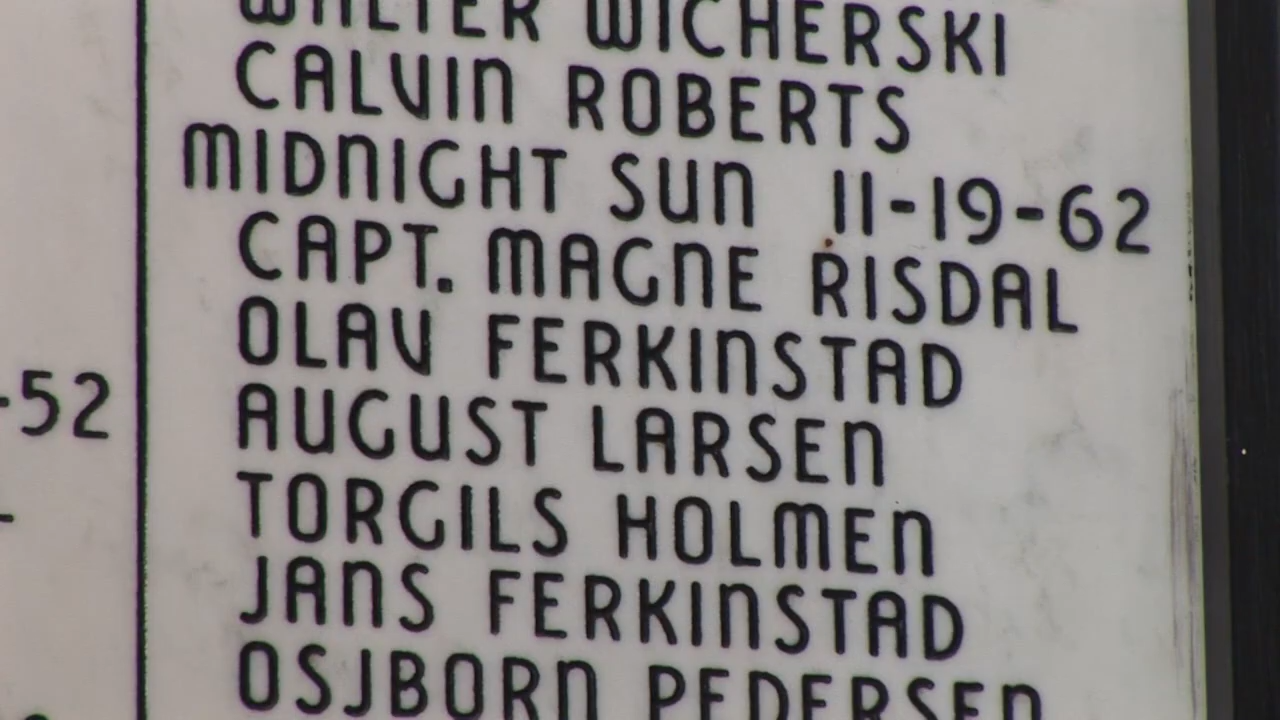 WALTER WICHERSKI
CALVIN ROBERTS
MIDNIGHT SUN 11-19-62
CAPT. MAGNE RISDAL
OLAV FERKINSTAD
-52
AUGUST LARSEN
TORGILS HOLMEN
JANS FERKINSTAD
OSJBORN PEDERSEN